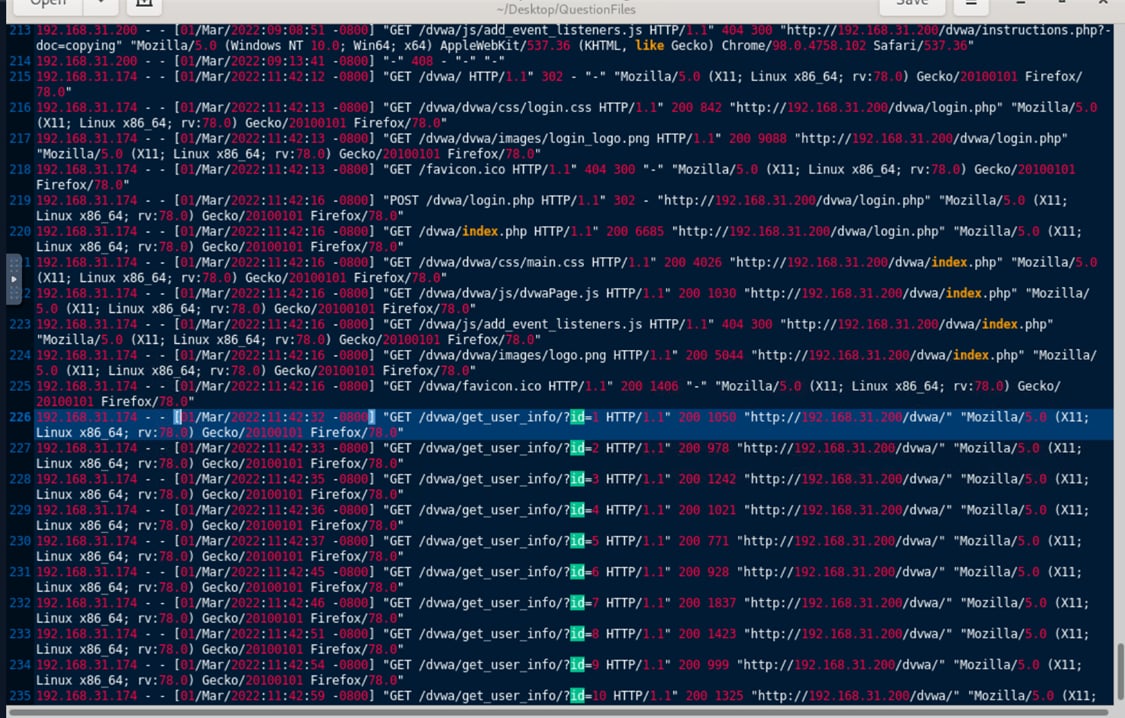 Open
~/Desktop/QuestionFiles
Save
213 192.168.31.200 - - [01/Mar/2022:09:08:51 -0800] "GET /dvwa/js/add_event_listeners.js HTTP/1.1" 404 300 "http://192.168.31.200/dvwa/instructions.php?
doc=copying" "Mozilla/5.0 (Windows NT 10.0; Win64; x64) AppleWebKit/537.36 (KHTML, like Gecko) Chrome/98.0.4758.102 Safari/537.36"
214 192.168.31.200 - - [01/Mar/2022:09:13:41 -0800] "-" 408 - "-" "-"
215 192.168.31.174 - - [01/Mar/2022:11:42:12 -0800] "GET /dvwa/ HTTP/1.1" 302 - "-" "Mozilla/5.0 (X11; Linux x86_64; rv:78.0) Gecko/20100101 Firefox/
78.0"
216 192.168.31.174 - - [01/Mar/2022:11:42:13 -0800] "GET /dvwa/dvwa/css/login.css HTTP/1.1" 200 842 "http://192.168.31.200/dvwa/login.php" "Mozilla/5.0
(X11; Linux x86_64; rv:78.0) Gecko/20100101 Firefox/78.0"
217 192.168.31.174 - - [01/Mar/2022:11:42:13 -0800] "GET /dvwa/dvwa/images/login_logo.png HTTP/1.1" 200 9088 "http://192.168.31.200/dvwa/login.php"
"Mozilla/5.0 (X11; Linux x86_64; rv:78.0) Gecko/20100101 Firefox/78.0"
218 192.168.31.174 - - [01/Mar/2022:11:42:13 -0800] "GET /favicon.ico HTTP/1.1" 404 300 "-" "Mozilla/5.0 (X11; Linux x86_64; rv:78.0) Gecko/20100101
Firefox/78.0"
219 192.168.31.174 - - [01/Mar/2022:11:42:16 -0800] "POST /dvwa/login.php HTTP/1.1" 302 - "http://192.168.31.200/dvwa/login.php" "Mozilla/5.0 (X11;
Linux x86_64; rv:78.0) Gecko/20100101 Firefox/78.0"
220 192.168.31.174 - - [01/Mar/2022:11:42:16 -0800] "GET /dvwa/index.php HTTP/1.1" 200 6685 "http://192.168.31.200/dvwa/login.php" "Mozilla/5.0 (X11;
Linux x86_64; rv:78.0) Gecko/20100101 Firefox/78.0"
1 192.168.31.174 - - [01/Mar/2022:11:42:16 -0800] "GET /dvwa/dvwa/css/main.css HTTP/1.1" 200 4026 "http://192.168.31.200/dvwa/index.php" "Mozilla/5.0
(X11; Linux x86_64; rv:78.0) Gecko/20100101 Firefox/78.0"
2 192.168.31.174 - - [01/Mar/2022:11:42:16 -0800] "GET /dvwa/dvwa/js/dvwaPage.js HTTP/1.1" 200 1030 "http://192.168.31.200/dvwa/index.php" "Mozilla/
5.0 (X11; Linux x86_64; rv:78.0) Gecko/20100101 Firefox/78.0"
223 192.168.31.174 - - [01/Mar/2022:11:42:16 -0800] "GET /dvwa/js/add_event_listeners.js HTTP/1.1" 404 300 "http://192.168.31.200/dvwa/index.php"
"Mozilla/5.0 (X11; Linux x86_64; rv:78.0) Gecko/20100101 Firefox/78.0"
224 192.168.31.174 - - [01/Mar/2022:11:42:16 -0800] "GET /dvwa/dvwa/images/logo.png HTTP/1.1" 200 5044 "http://192.168.31.200/dvwa/index.php" "Mozilla/
5.0 (X11; Linux x86_64; rv:78.0) Gecko/20100101 Firefox/78.0"
225 192.168.31.174 - - [01/Mar/2022:11:42:16 -0800] "GET /dvwa/favicon.ico HTTP/1.1" 200 1406 "-" "Mozilla/5.0 (X11; Linux x86_64; rv:78.0) Gecko/
20100101 Firefox/78.0"
226 192.168.31.174 - - [01/Mar/2022:11:42:32 -0800] "GET /dvwa/get_user_info/?id=1 HTTP/1.1" 200 1050 "http://192.168.31.200/dvwa/" "Mozilla/5.0 (X11;
Linux x86_64; rv:78.0) Gecko/20100101 Firefox/78.0"
227 192.168.31.174 - - [01/Mar/2022:11:42:33 -0800] "GET /dvwa/get_user_info/?id=2 HTTP/1.1" 200 978 "http://192.168.31.200/dvwa/" "Mozilla/5.0 (X11;
Linux x86_64; rv:78.0) Gecko/20100101 Firefox/78.0"
228 192.168.31.174 - - [01/Mar/2022:11:42:35 -0800] "GET /dvwa/get_user_info/?id=3 HTTP/1.1" 200 1242 "http://192.168.31.200/dvwa/" "Mozilla/5.0 (X11;
Linux x86_64; rv:78.0) Gecko/20100101 Firefox/78.0"
229 192.168.31.174 - - [01/Mar/2022:11:42:36 -0800] "GET /dvwa/get_user_info/?id=4 HTTP/1.1" 200 1021 "http://192.168.31.200/dvwa/" "Mozilla/5.0 (X11;
Linux x86_64; rv:78.0) Gecko/20100101 Firefox/78.0"
230 192.168.31.174 - - [01/Mar/2022:11:42:37 -0800] "GET /dvwa/get_user_info/?id=5 HTTP/1.1" 200 771 "http://192.168.31.200/dvwa/" "Mozilla/5.0 (X11;
Linux x86_64; rv:78.0) Gecko/20100101 Firefox/78.0"
231 192.168.31.174 - - [01/Mar/2022:11:42:45 -0800] "GET /dvwa/get_user_info/?id=6 HTTP/1.1" 200 928 "http://192.168.31.200/dvwa/" "Mozilla/5.0 (X11;
Linux x86_64; rv:78.0) Gecko/20100101 Firefox/78.0"
232 192.168.31.174 - - [01/Mar/2022:11:42:46 -0800] "GET /dvwa/get_user_info/?id=7 HTTP/1.1" 200 1837 "http://192.168.31.200/dvwa/" "Mozilla/5.0 (X11;
Linux x86_64; rv:78.0) Gecko/20100101 Firefox/78.0"
233 192.168.31.174 - - [01/Mar/2022:11:42:51 -0800] "GET /dvwa/get_user_info/?id=8 HTTP/1.1" 200 1423 "http://192.168.31.200/dvwa/" "Mozilla/5.0 (X11;
Linux x86_64; rv:78.0) Gecko/20100101 Firefox/78.0"
234 192.168.31.174 - - [01/Mar/2022:11:42:54 -0800] "GET /dvwa/get_user_info/?id=9 HTTP/1.1" 200 999 "http://192.168.31.200/dvwa/" "Mozilla/5.0 (X11;
Linux x86_64; rv:78.0) Gecko/20100101 Firefox/78.0"
235 192.168.31.174 - - [01/Mar/2022:11:42:59 -0800] "GET /dvwa/get_user_info/?id=10 HTTP/1.1" 200 1325 "http://192.168.31.200/dvwa/" "Mozilla/5.0 (X11;